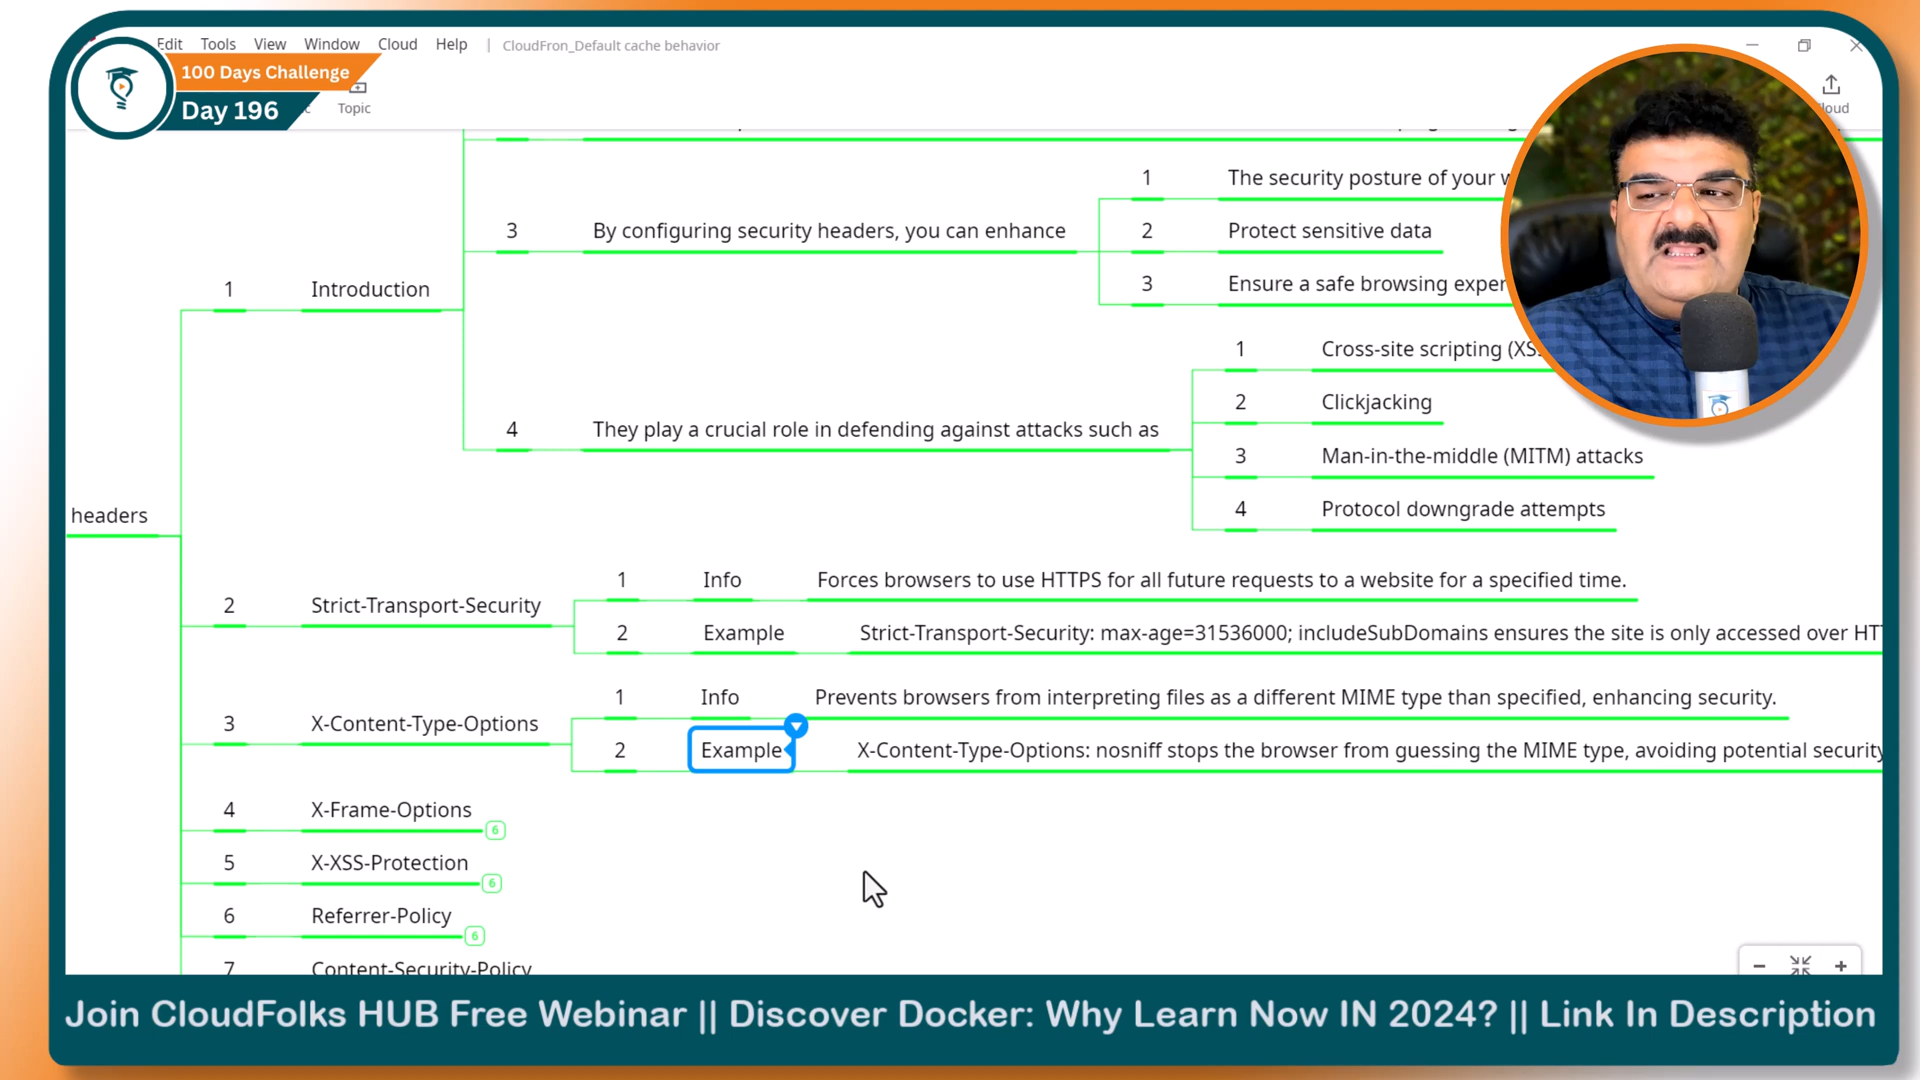 Edit Tools View Window Cloud Help | CloudFron_Default cache behavior
100 Days Challenge
Day 196
Topic
loud
1 The security posture of your w
3 By configuring security headers, you can enhance
2 Protect sensitive data
3 Ensure a safe browsing exper
1 Introduction
1 Cross-site scripting (XS
2 Clickjacking
4 They play a crucial role in defending against attacks such as
3 Man-in-the-middle (MITM) attacks
4 Protocol downgrade attempts
headers
1 Info Forces browsers to use HTTPS for all future requests to a website for a specified time.
2 Strict-Transport-Security
2 Example Strict-Transport-Security: max-age=31536000; includeSubDomains ensures the site is only accessed over HT
1 Info Prevents browsers from interpreting files as a different MIME type than specified, enhancing security.
3 X-Content-Type-Options
2 Example X-Content-Type-Options: nosniff stops the browser from guessing the MIME type, avoiding potential security
4 X-Frame-Options 6
5 X-XSS-Protection 6
6 Referrer-Policy 6
7 Content-Security-Policy
Join CloudFolks HUB Free Webinar || Discover Docker: Why Learn Now IN 2024? || Link In Description